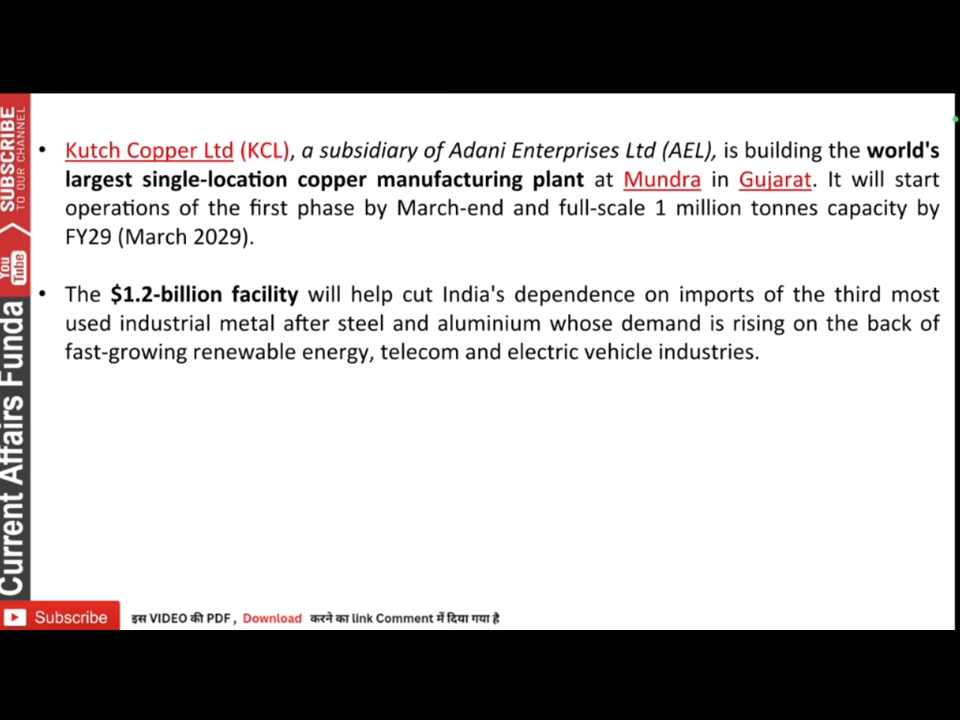 SUBSCRIBE
TO OUR CHANNEL
You
Tube
Current Affairs Funda
• Kutch Copper Ltd (KCL), a subsidiary of Adani Enterprises Ltd (AEL), is building the world's
largest single-location copper manufacturing plant at Mundra in Gujarat. It will start
operations of the first phase by March-end and full-scale 1 million tonnes capacity by
FY29 (March 2029).
• The $1.2-billion facility will help cut India's dependence on imports of the third most
used industrial metal after steel and aluminium whose demand is rising on the back of
fast-growing renewable energy, telecom and electric vehicle industries.
Subscribe
इस VIDEO की PDF , Download करने का link Comment में दिया गया है